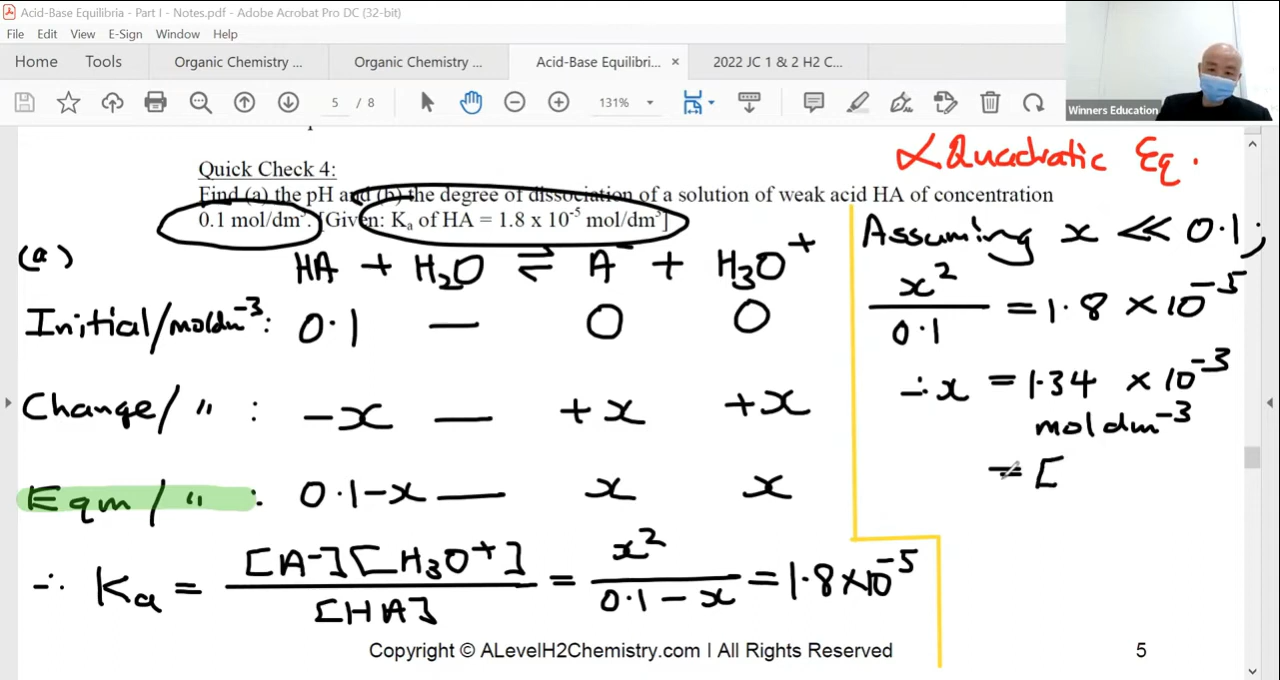 Acid-Base Equilibria - Part I - Notes.pdf - Adobe Acrobat Pro DC (32-bit)
File Edit View E-Sign Window Help
Home Tools Organic Chemistry ... Organic Chemistry ... Acid-Base Equilibri... × 2022 JC 1 & 2 H2 C...
5 / 8 131%
Winners Education
Quick Check 4:
Find (a) the pH and (b) the degree of dissociation of a solution of weak acid HA of concentration
0.1 mol/dm³. [Given: Kₐ of HA = 1.8 x 10⁻⁵ mol/dm³]
(a) HA + H₂O ⇌ A⁻ + H₃O⁺
Initial/moldm⁻³: 0.1 — 0 0
Change/ " : -x — +x +x
Eqm / " : 0.1-x — x x
∴ Ka = [A⁻][H₃O⁺] / [HA] = x² / 0.1-x = 1.8×10⁻⁵
Quadratic Eq.
Assuming x << 0.1;
x² / 0.1 = 1.8 × 10⁻⁵
∴ x = 1.34 × 10⁻³
moldm⁻³
= [
Copyright © ALevelH2Chemistry.com I All Rights Reserved 5